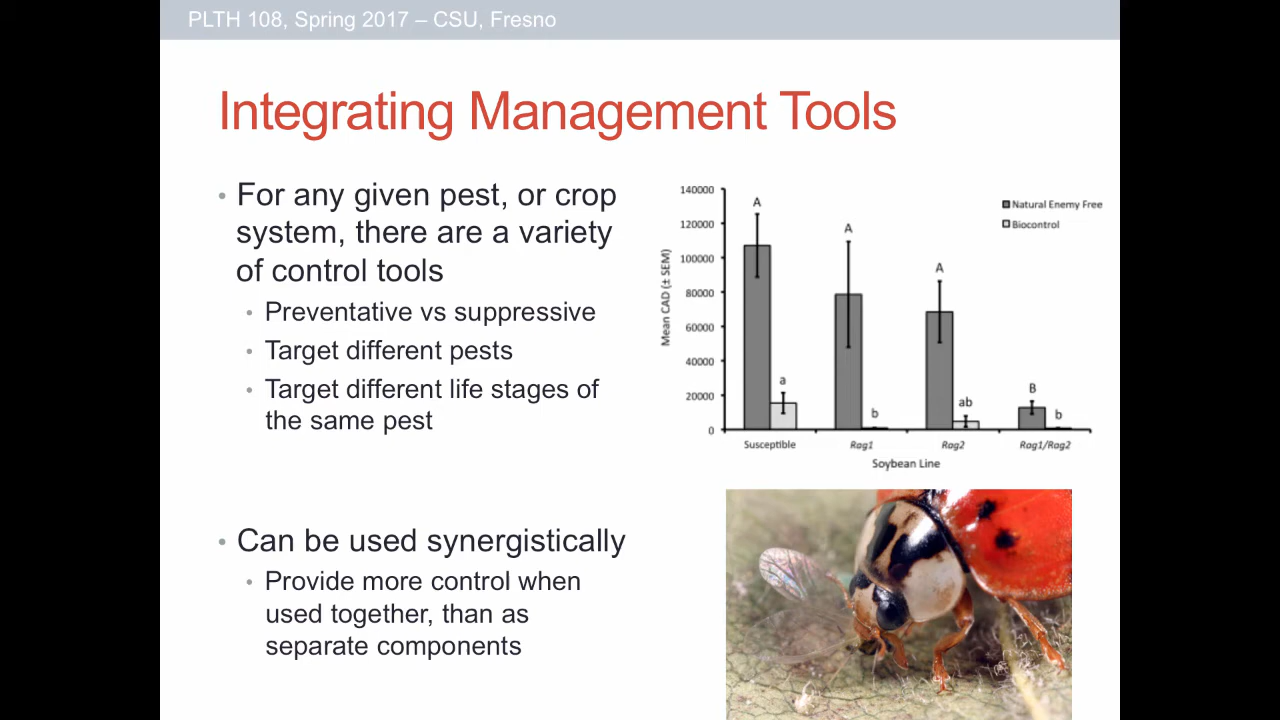 PLTH 108, Spring 2017 – CSU, Fresno
Integrating Management Tools
• For any given pest, or crop
system, there are a variety
of control tools
• Preventative vs suppressive
• Target different pests
• Target different life stages of
the same pest
• Can be used synergistically
• Provide more control when
used together, than as
separate components
Mean CAD (± SEM)
140000
120000
100000
80000
60000
40000
20000
0
A
a
A
b
A
ab
B
b
Natural Enemy Free
Biocontrol
Susceptible Rag1 Rag2 Rag1/Rag2
Soybean Line